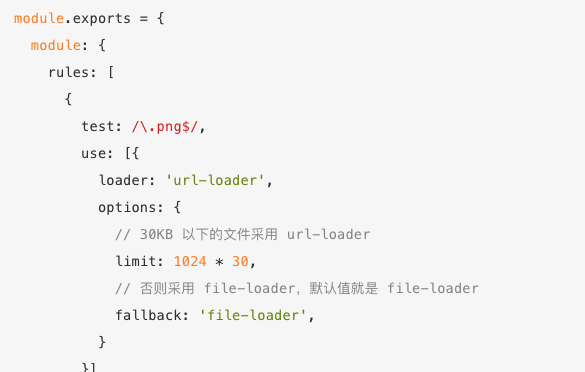 module.exports = {
  module: {
    rules: [
      {
        test: /\.png$/,
        use: [{
          loader: 'url-loader',
          options: {
            // 30KB 以下的文件采用 url-loader
            limit: 1024 * 30,
            // 否则采用 file-loader，默认值就是 file-loader
            fallback: 'file-loader',
          }
        }]